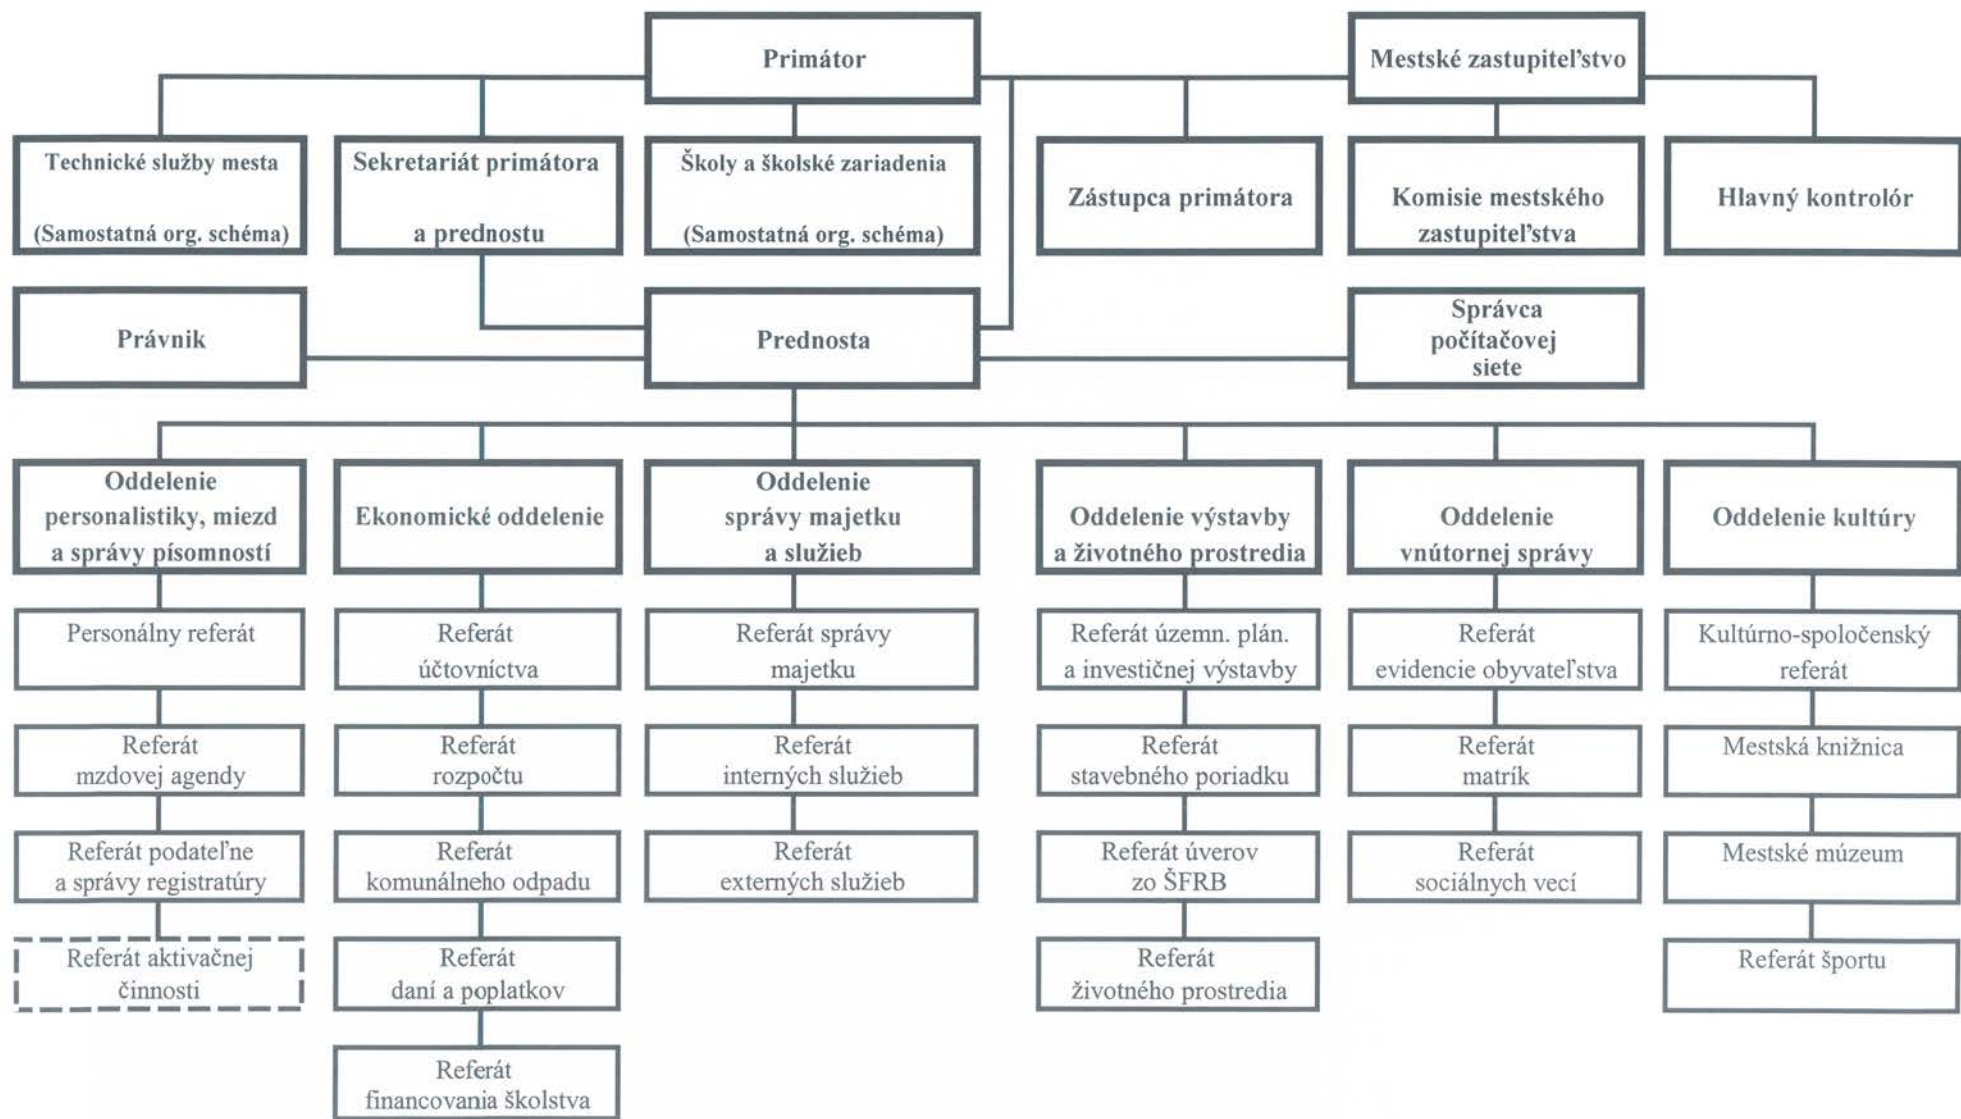 Primátor
Mestské zastupiteľstvo
Technické služby mesta
(Samostatná org. schéma)
Sekretariát primátora
a prednostu
Školy a školské zariadenia
(Samostatná org. schéma)
Zástupca primátora
Komisie mestského
zastupiteľstva
Hlavný kontrolór
Právnik
Prednosta
Správca
počítačovej
siete
Oddelenie
personalistiky, miezd
a správy písomností
Ekonomické oddelenie
Oddelenie
správy majetku
a služieb
Oddelenie výstavby
a životného prostredia
Oddelenie
vnútornej správy
Oddelenie kultúry
Personálny referát
Referát
účtovníctva
Referát správy
majetku
Referát územn. plán.
a investičnej výstavby
Referát
evidencie obyvateľstva
Kultúrno-spoločenský
referát
Referát
mzdovej agendy
Referát
rozpočtu
Referát
interných služieb
Referát
stavebného poriadku
Referát
matrík
Mestská knižnica
Referát podateľne
a správy registratúry
Referát
komunálneho odpadu
Referát
externých služieb
Referát úverov
zo ŠFRB
Referát
sociálnych vecí
Mestské múzeum
Referát aktivačnej
činnosti
Referát
daní a poplatkov
Referát
životného prostredia
Referát športu
Referát
financovania školstva